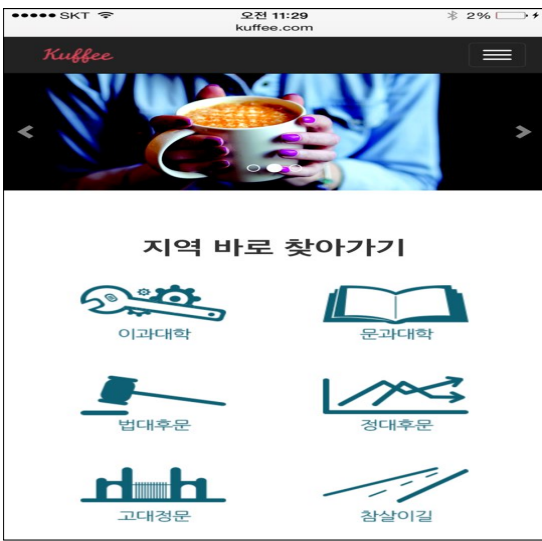 SKT 오전 11:29 2%
kuffee.com
Kuffee
지역 바로 찾아가기
이과대학 문과대학
법대후문 정대후문
고대정문 참살이길